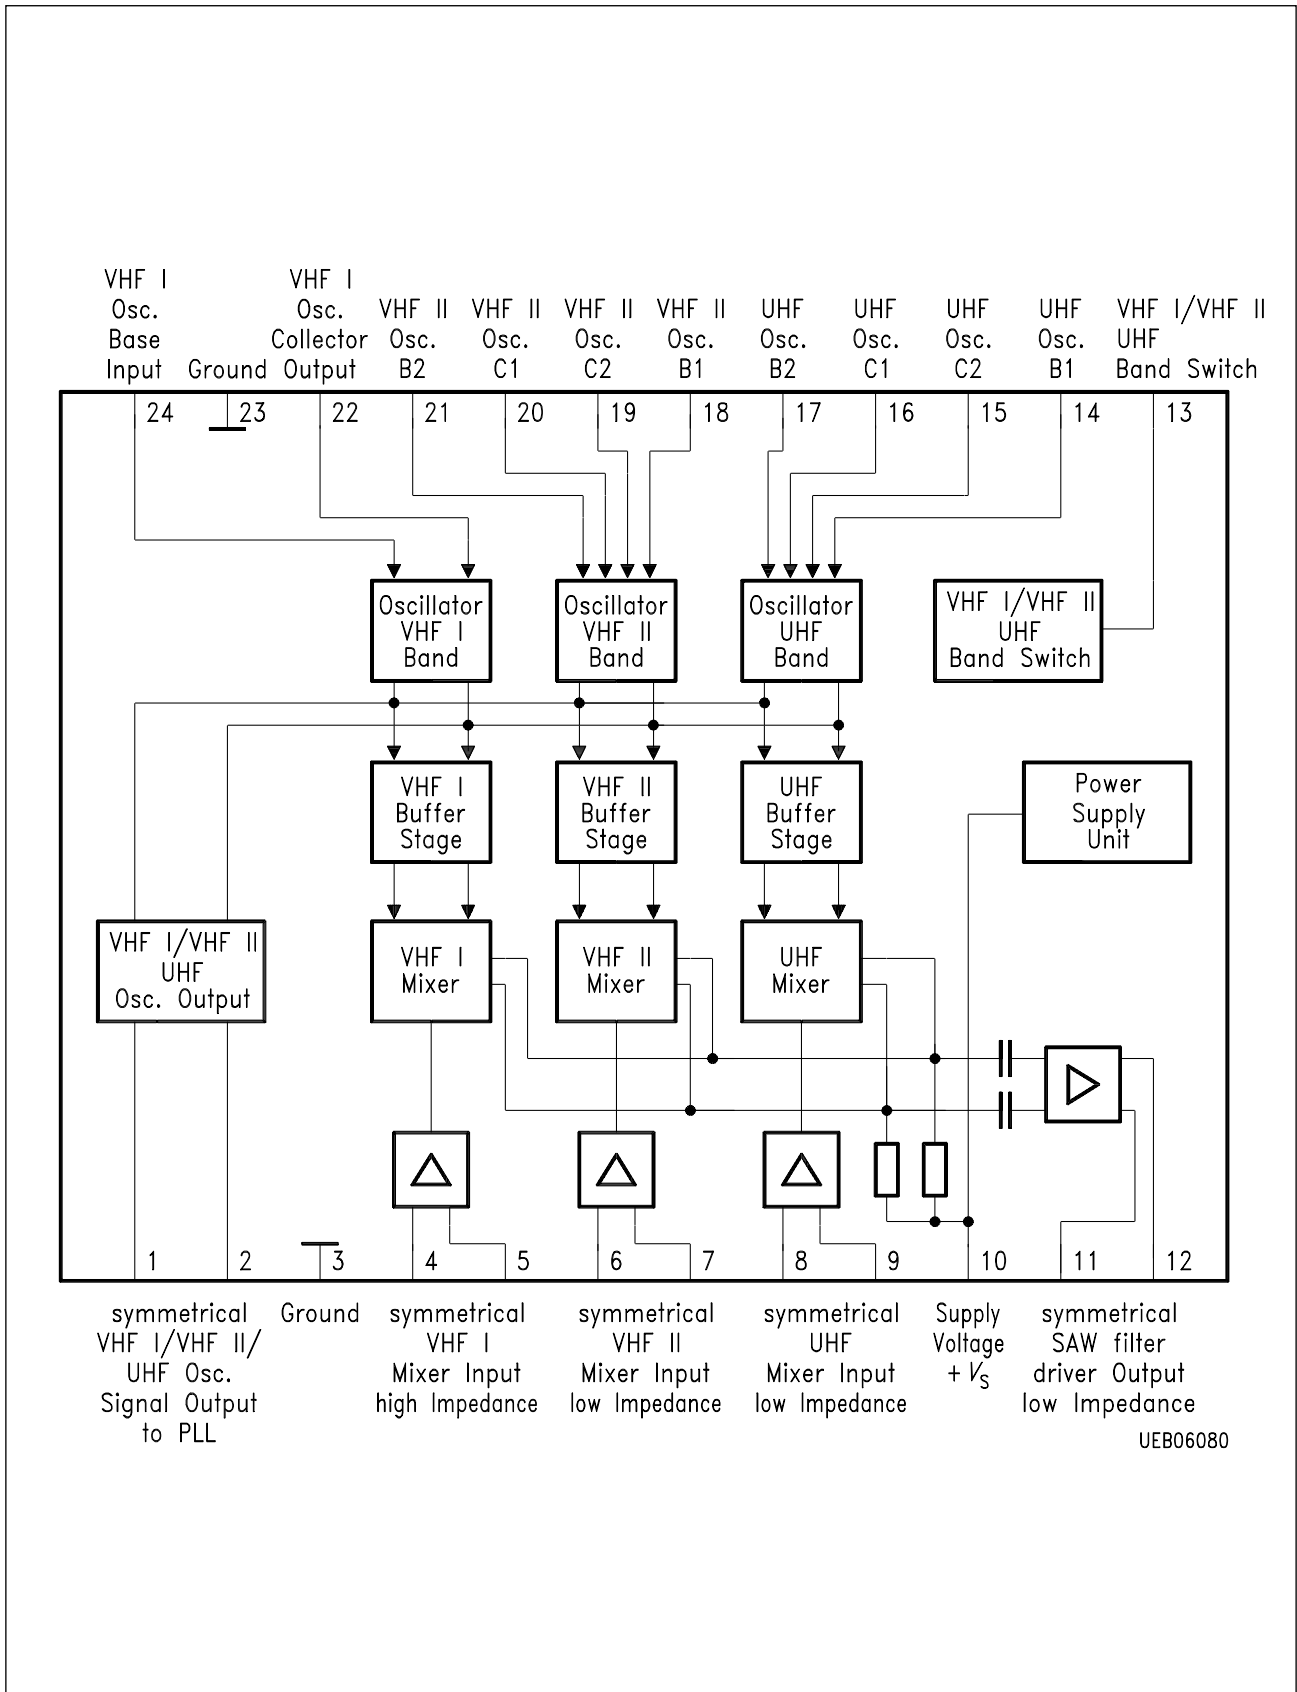 VHF I
Osc.
Base
Input
Ground
VHF I
Osc.
Collector
Output
VHF II
Osc.
B2
VHF II
Osc.
C1
VHF II
Osc.
C2
VHF II
Osc.
B1
UHF
Osc.
B2
UHF
Osc.
C1
UHF
Osc.
C2
UHF
Osc.
B1
VHF I/VHF II
UHF
Band Switch
24 23 22 21 20 19 18 17 16 15 14 13
Oscillator
VHF I
Band
Oscillator
VHF II
Band
Oscillator
UHF
Band
VHF I/VHF II
UHF
Band Switch
VHF I
Buffer
Stage
VHF II
Buffer
Stage
UHF
Buffer
Stage
Power
Supply
Unit
VHF I/VHF II
UHF
Osc. Output
VHF I
Mixer
VHF II
Mixer
UHF
Mixer
1 2 3 4 5 6 7 8 9 10 11 12
symmetrical
VHF I/VHF II/
UHF Osc.
Signal Output
to PLL
Ground
symmetrical
VHF I
Mixer Input
high Impedance
symmetrical
VHF II
Mixer Input
low Impedance
symmetrical
UHF
Mixer Input
low Impedance
Supply
Voltage
+VS
symmetrical
SAW filter
driver Output
low Impedance
UEB06080